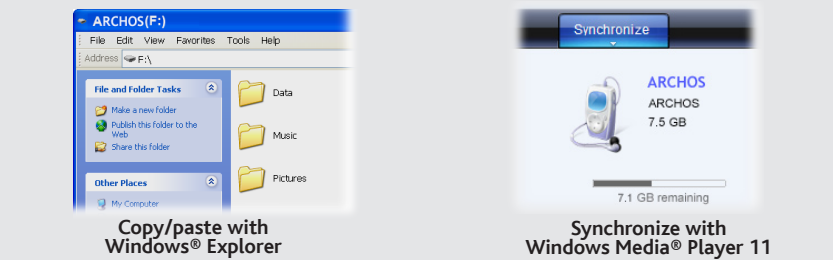 ARCHOS(F:)
File Edit View Favorites Tools Help
Address F:\
File and Folder Tasks
Make a new folder
Publish this folder to the
Web
Share this folder
Other Places
My Computer
Data
Music
Pictures
Copy/paste with
Windows® Explorer
Synchronize
ARCHOS
ARCHOS
7.5 GB
7.1 GB remaining
Synchronize with
Windows Media® Player 11